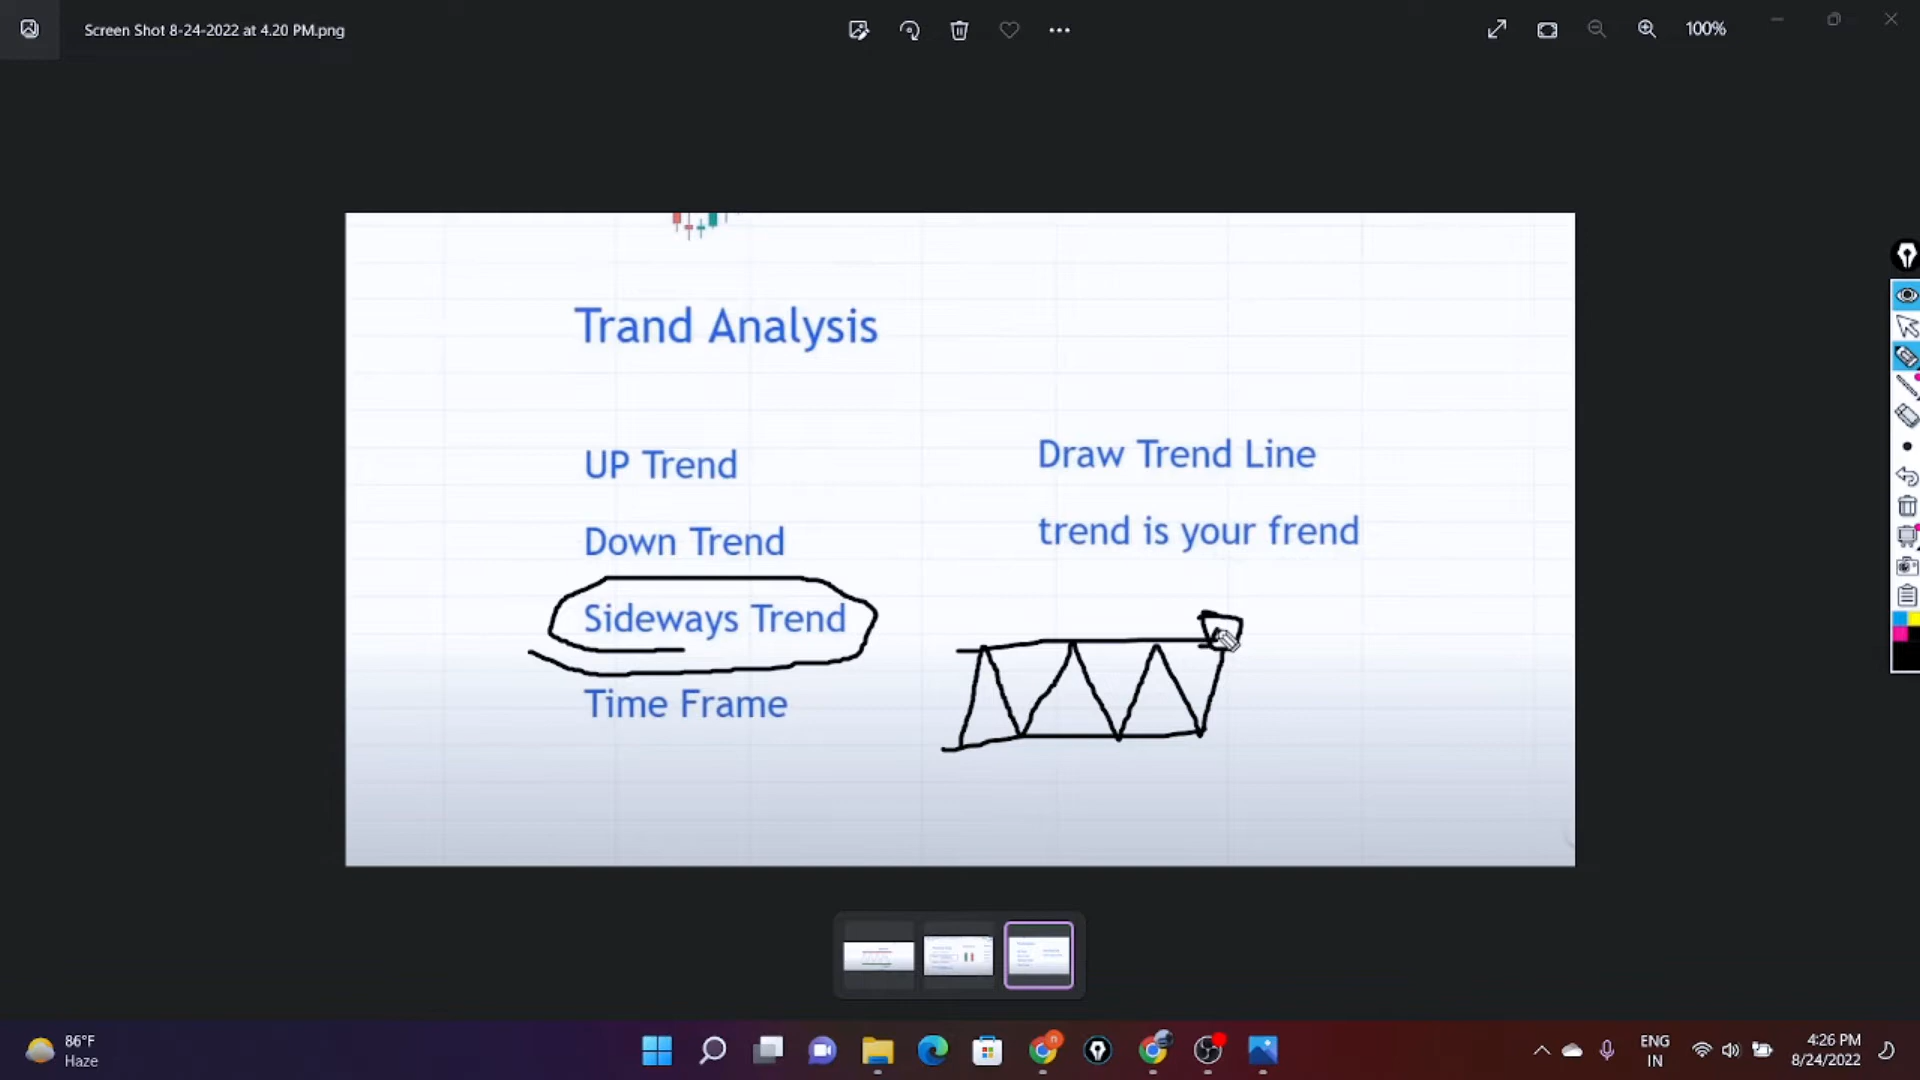 Screen Shot 8-24-2022 at 4.20 PM.png
100%
Trand Analysis
UP Trend
Draw Trend Line
Down Trend
trend is your frend
Sideways Trend
Time Frame
86°F
Haze
ENG
IN
4:26 PM
8/24/2022